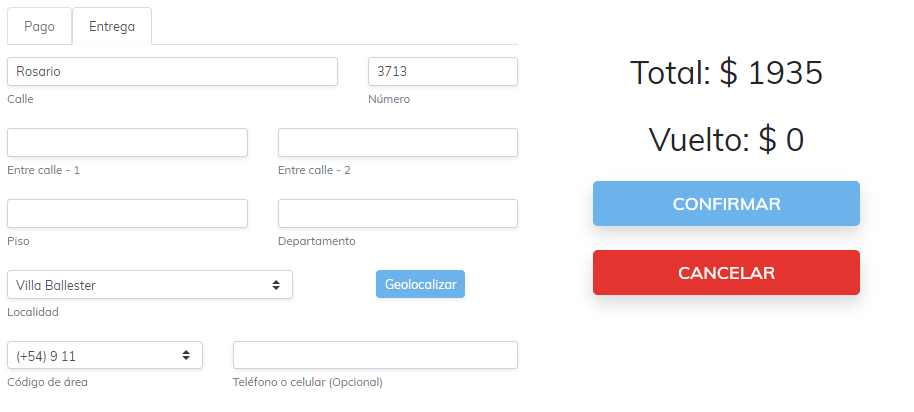 Pago Entrega
Rosario 3713
Calle Número
Entre calle - 1 Entre calle - 2
Piso Departamento
Villa Ballester Geolocalizar
Localidad
(+54) 9 11
Código de área Teléfono o celular (Opcional)
Total: $ 1935
Vuelto: $ 0
CONFIRMAR
CANCELAR